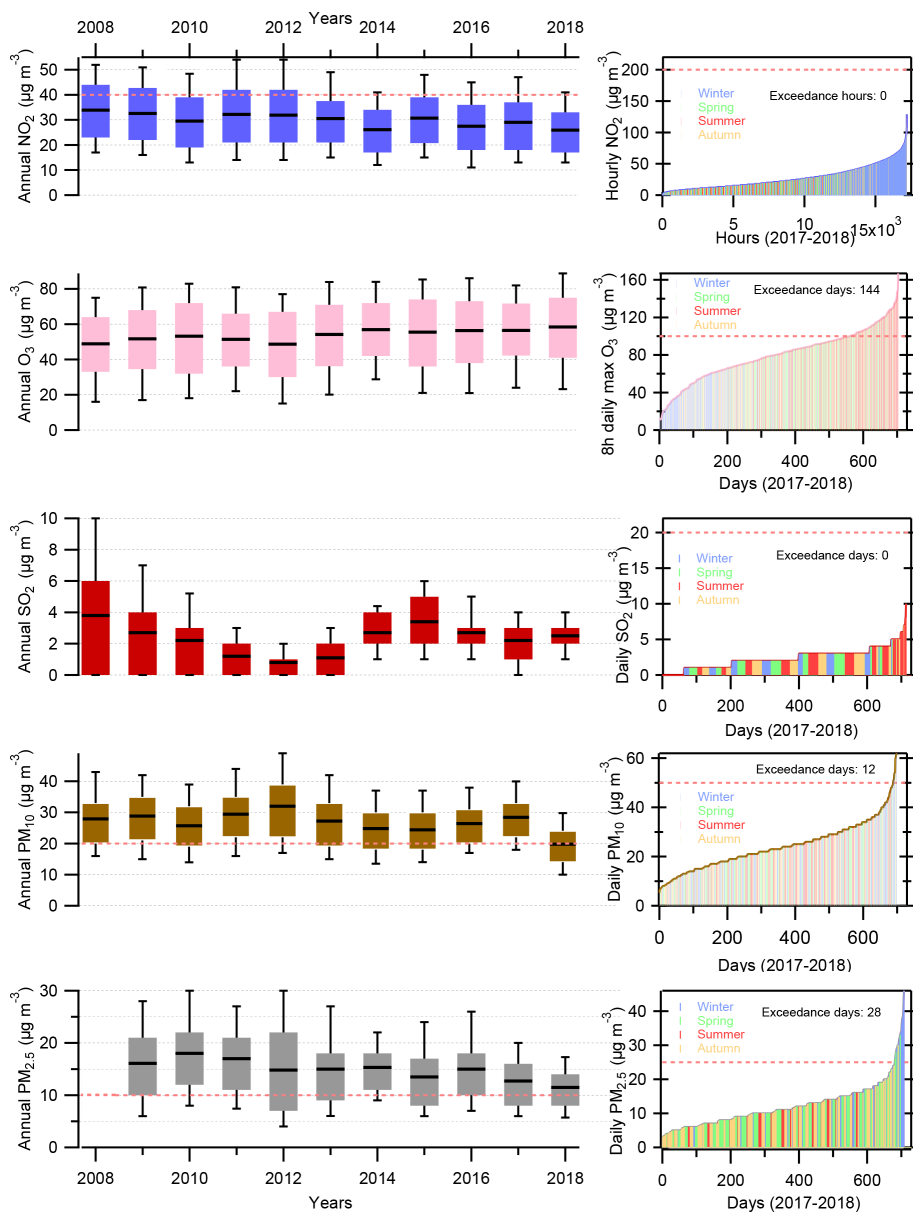 Years
2008 2010 2012 2014 2016 2018
Annual NO₂ (µg m⁻³)
50
40
30
20
10
0
Hourly NO₂ (µg m⁻³)
200
150
100
50
0
Winter
Spring
Summer
Autumn
Exceedance hours: 0
0 5 10 15x10³
Hours (2017-2018)
Annual O₃ (µg m⁻³)
80
60
40
20
0
8h daily max O₃ (µg m⁻³)
160
120
80
40
0
Winter
Spring
Summer
Autumn
Exceedance days: 144
0 200 400 600
Days (2017-2018)
Annual SO₂ (µg m⁻³)
10
8
6
4
2
0
Daily SO₂ (µg m⁻³)
20
15
10
5
0
Winter
Spring
Summer
Autumn
Exceedance days: 0
0 200 400 600
Days (2017-2018)
Annual PM₁₀ (µg m⁻³)
40
30
20
10
0
Daily PM₁₀ (µg m⁻³)
60
40
20
0
Exceedance days: 12
Winter
Spring
Summer
Autumn
0 200 400 600
Days (2017-2018)
Annual PM₂.₅ (µg m⁻³)
30
20
10
0
2008 2010 2012 2014 2016 2018
Years
Daily PM₂.₅ (µg m⁻³)
40
30
20
10
0
Winter
Spring
Summer
Autumn
Exceedance days: 28
0 200 400 600
Days (2017-2018)